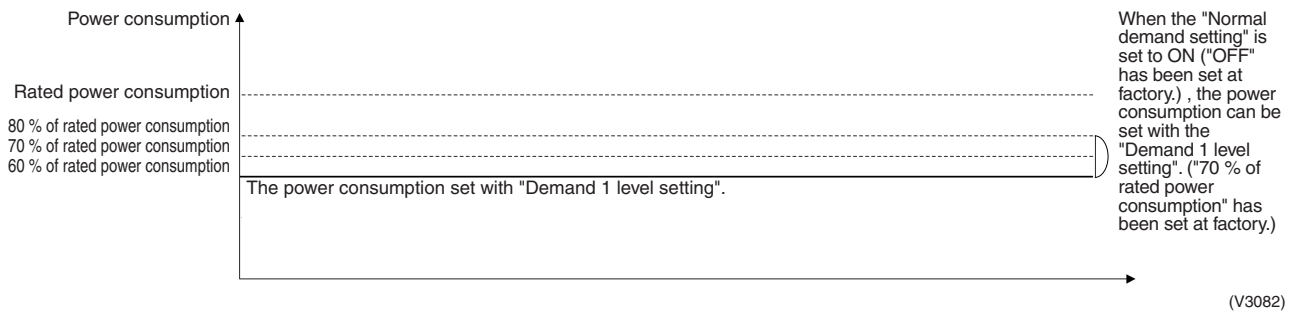 Power consumption
Rated power consumption
80 % of rated power consumption
70 % of rated power consumption
60 % of rated power consumption
The power consumption set with "Demand 1 level setting".
When the "Normal
demand setting" is
set to ON ("OFF"
has been set at
factory.) , the power
consumption can be
set with the
"Demand 1 level
setting". ("70 % of
rated power
consumption" has
been set at factory.)
(V3082)